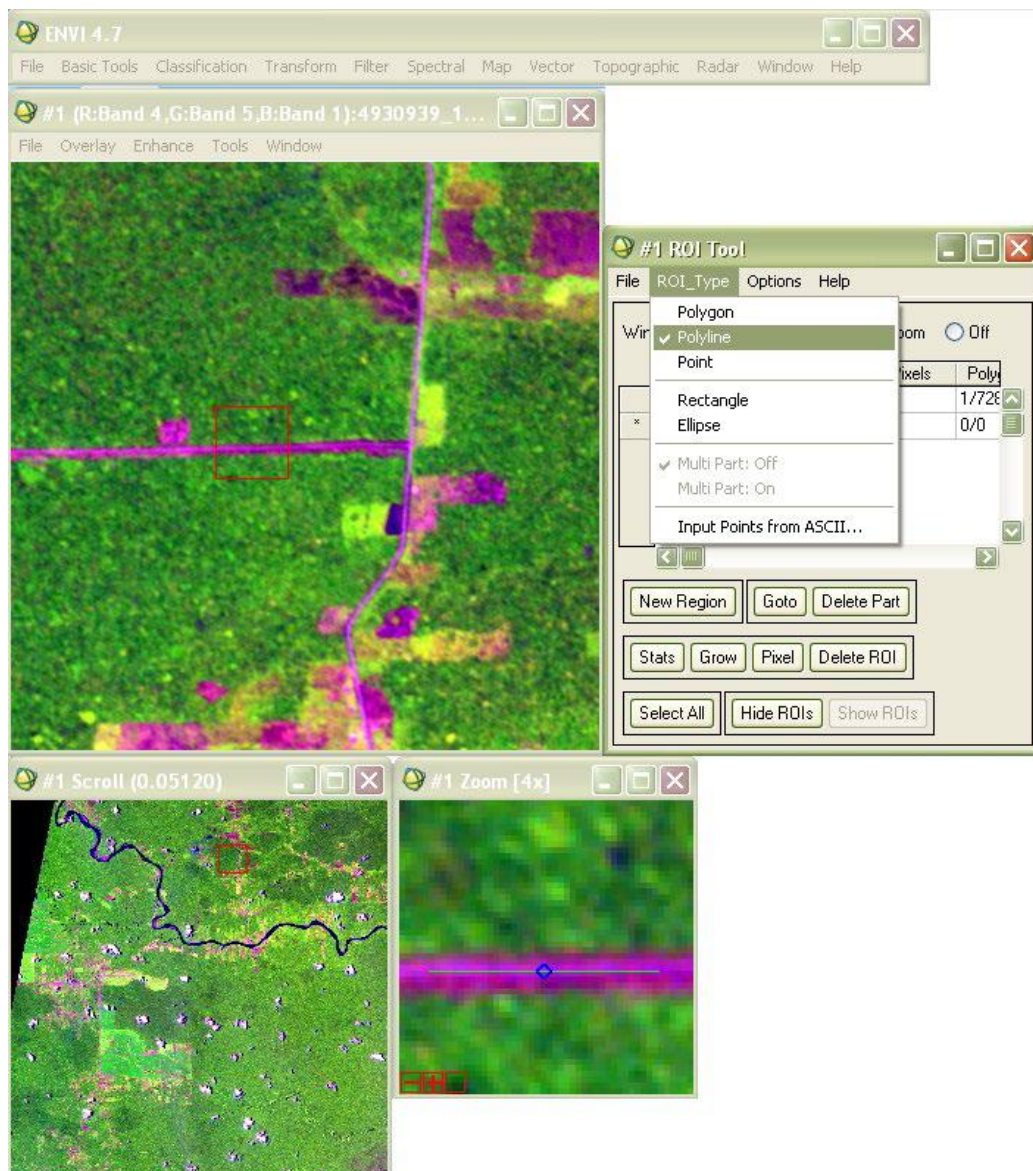 ENVI 4.7
File Basic Tools Classification Transform Filter Spectral Map Vector Topographic Radar Window Help
#1 (R:Band 4,G:Band 5,B:Band 1):4930939_1...
File Overlay Enhance Tools Window
#1 ROI Tool
File ROI_Type Options Help
Polygon
Off
Polyline
Point
Rectangle
1/728
Ellipse
0/0
Multi Part: Off
Multi Part: On
Input Points from ASCII...
New Region Goto Delete Part
Stats Grow Pixel Delete ROI
Select All Hide ROIs Show ROIs
#1 Scroll (0.05120)
#1 Zoom [4x]